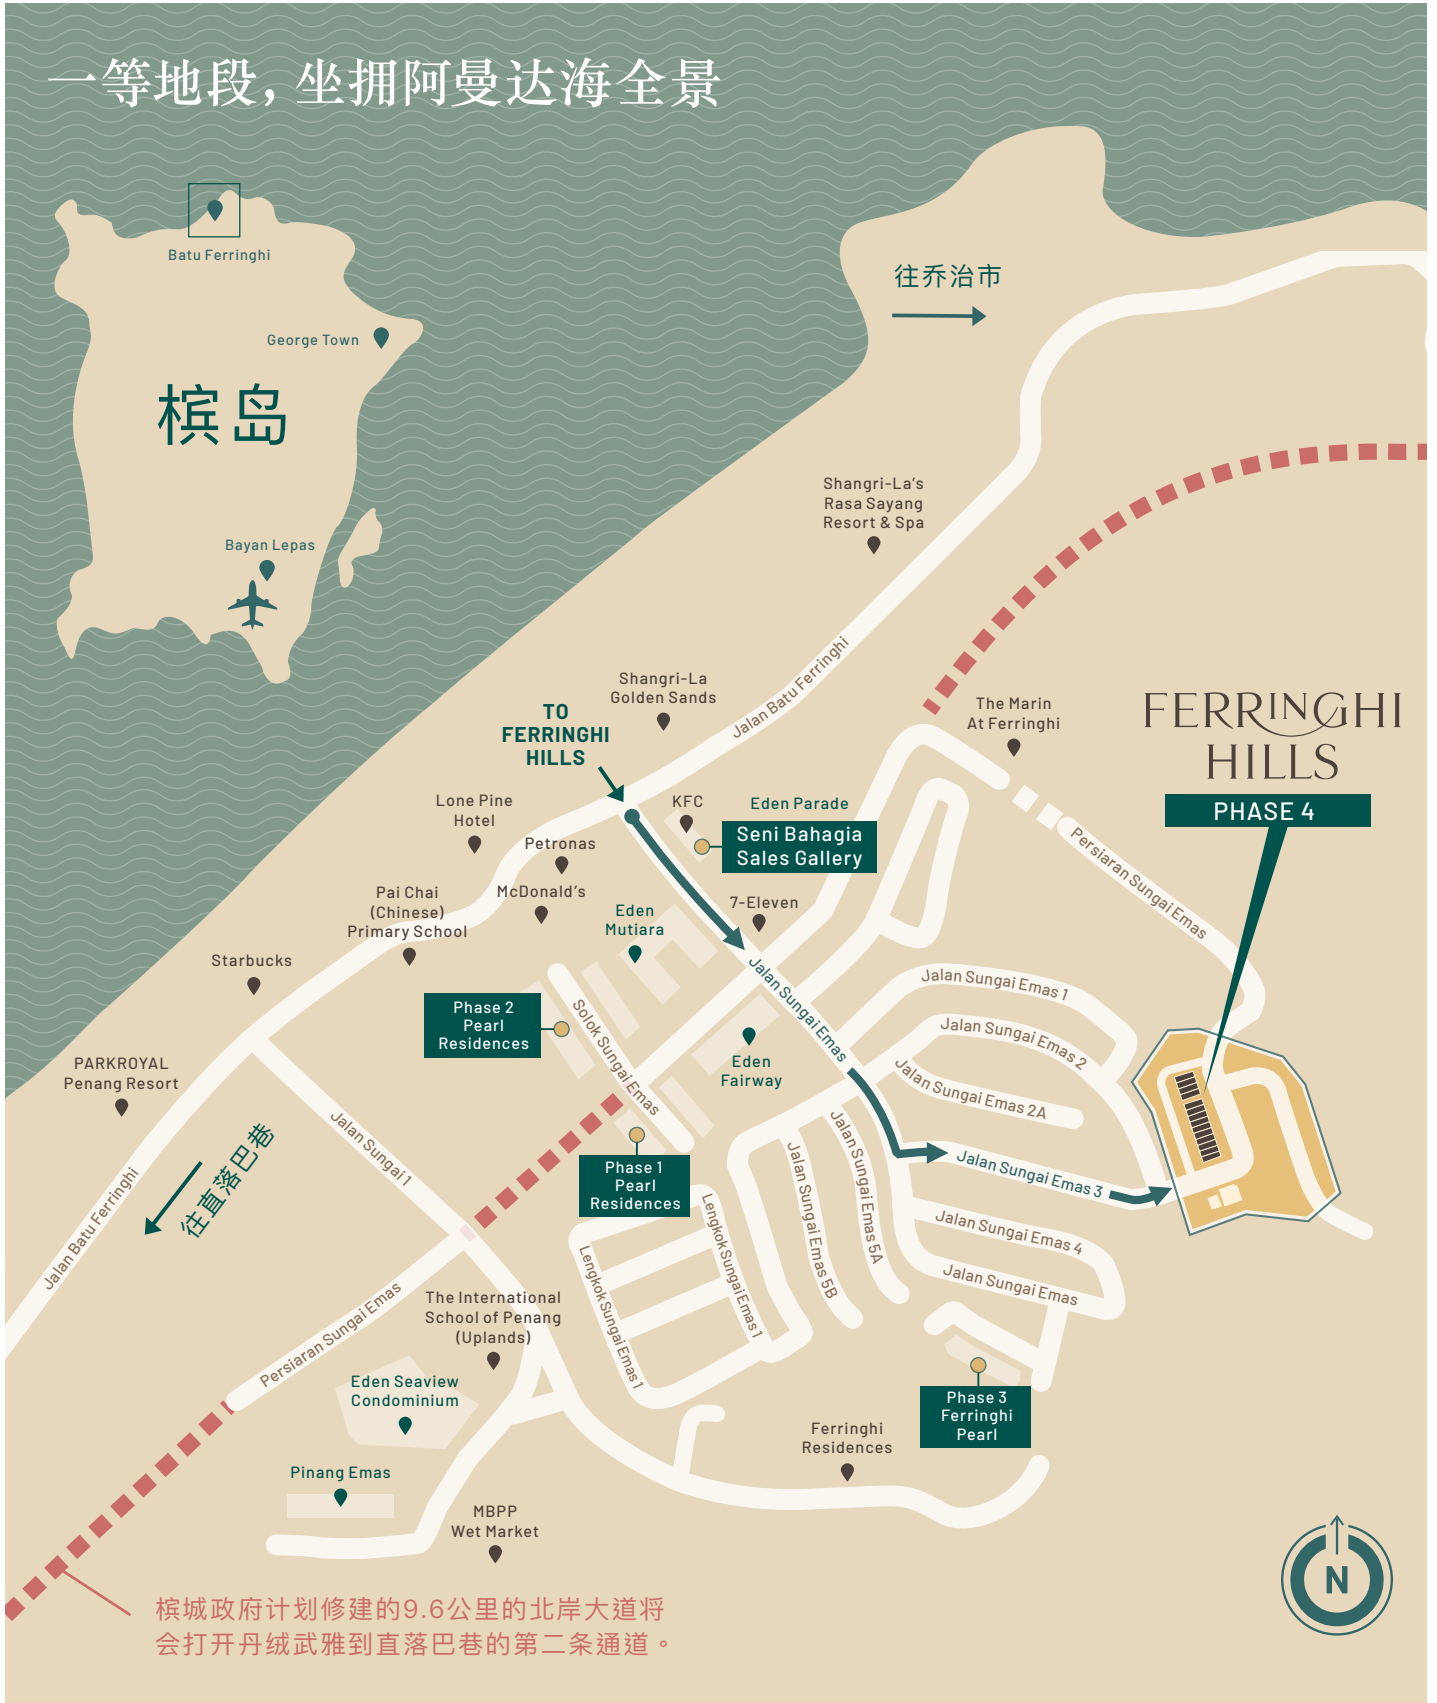 一等地段，坐拥阿曼达海全景
Batu Ferringhi
George Town
槟岛
Bayan Lepas
往乔治市
Shangri-La's
Rasa Sayang
Resort & Spa
Jalan Batu Ferringhi
Shangri-La
Golden Sands
TO
FERRINGHI
HILLS
The Marin
At Ferringhi
FERRINGHI
HILLS
PHASE 4
Lone Pine
Hotel
KFC
Eden Parade
Seni Bahagia
Sales Gallery
Petronas
McDonald's
Persiaran Sungai Emas
Pai Chai
(Chinese)
Primary School
Eden
Mutiara
7-Eleven
Starbucks
Jalan Sungai Emas
Jalan Sungai Emas 1
Phase 2
Pearl
Residences
Solok Sungai Emas
Jalan Sungai Emas 2
Eden
Fairway
PARKROYAL
Penang Resort
Jalan Sungai Emas 2A
往直落巴巷
Jalan Sungai 1
Jalan Batu Ferringhi
Phase 1
Pearl
Residences
Jalan Sungai Emas 5A
Jalan Sungai Emas 5B
Jalan Sungai Emas 3
Lengkok Sungai Emas 1
Jalan Sungai Emas 4
Lengkok Sungai Emas 1
Jalan Sungai Emas
Persiaran Sungai Emas
The International
School of Penang
(Uplands)
Eden Seaview
Condominium
Phase 3
Ferringhi
Pearl
Ferringhi
Residences
Pinang Emas
MBPP
Wet Market
N
槟城政府计划修建的9.6公里的北岸大道将
会打开丹绒武雅到直落巴巷的第二条通道。